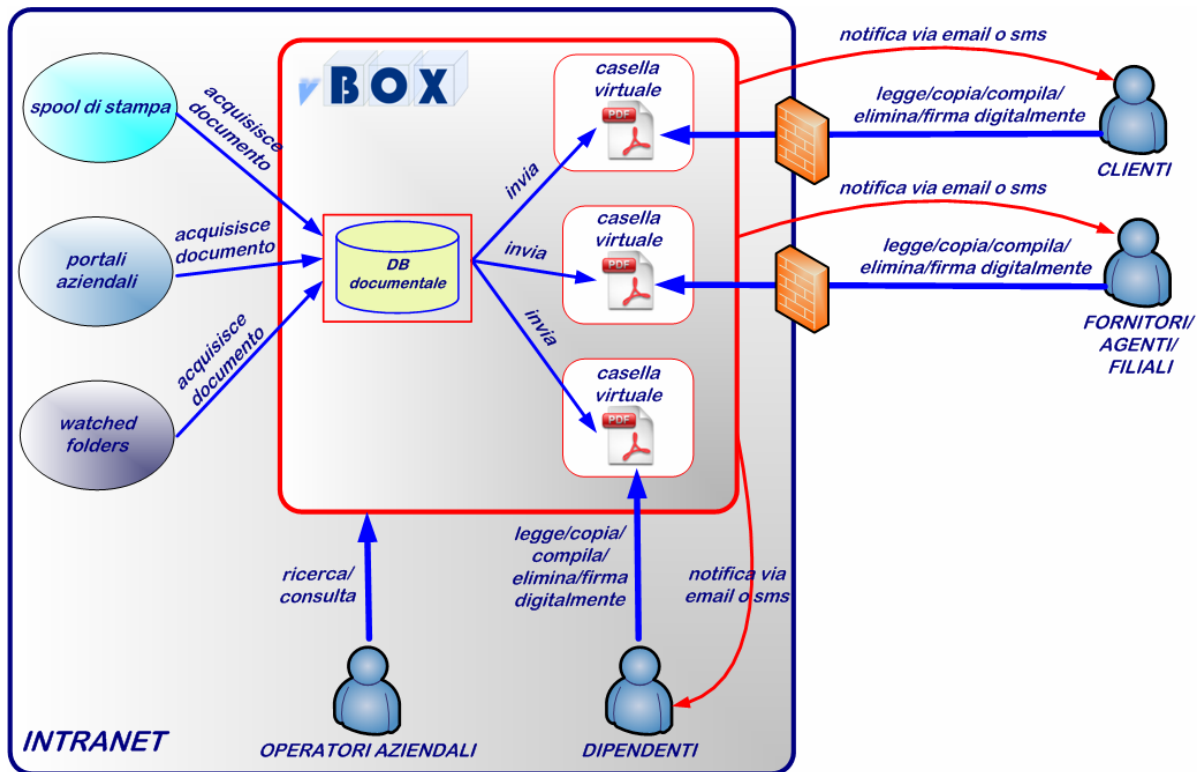 notifica via email o sms
vBOX
casella
virtuale
PDF
spool di stampa
acquisisce
documento
legge/copia/compila/
elimina/firma digitalmente
CLIENTI
invia
notifica via email o sms
casella
virtuale
PDF
portali
aziendali
acquisisce
documento
DB
documentale
invia
legge/copia/compila/
elimina/firma digitalmente
FORNITORI/
AGENTI/
FILIALI
invia
acquisisce
documento
casella
virtuale
PDF
watched
folders
ricerca/
consulta
legge/copia/
compila/
elimina/firma
digitalmente
notifica via
email o sms
INTRANET
OPERATORI AZIENDALI
DIPENDENTI